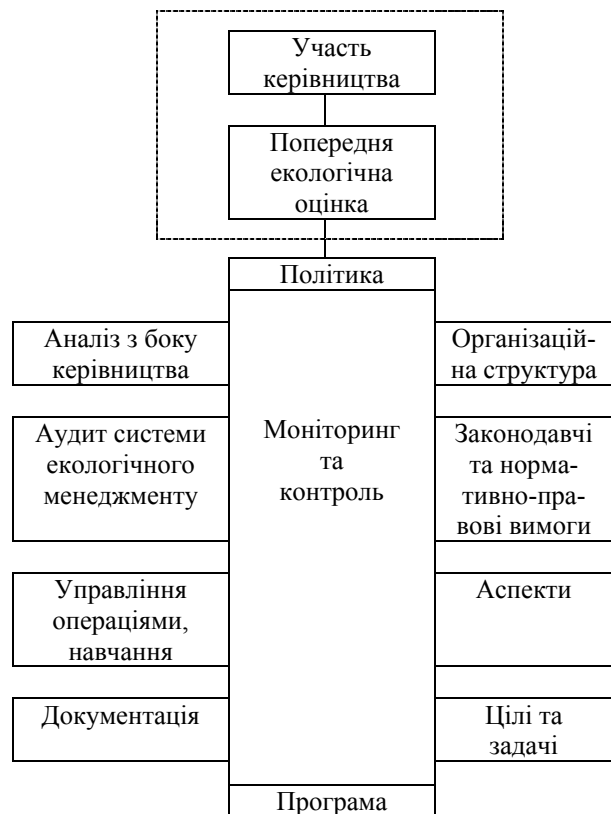 Участь
керівництва
Попередня
екологічна
оцінка
Політика
Аналіз з боку
керівництва
Організацій-
на структура
Аудит системи
екологічного
менеджменту
Моніторинг
та
контроль
Законодавчі
та норма-
тивно-пра-
вові вимоги
Управління
операціями,
навчання
Аспекти
Документація
Цілі та
задачі
Програма